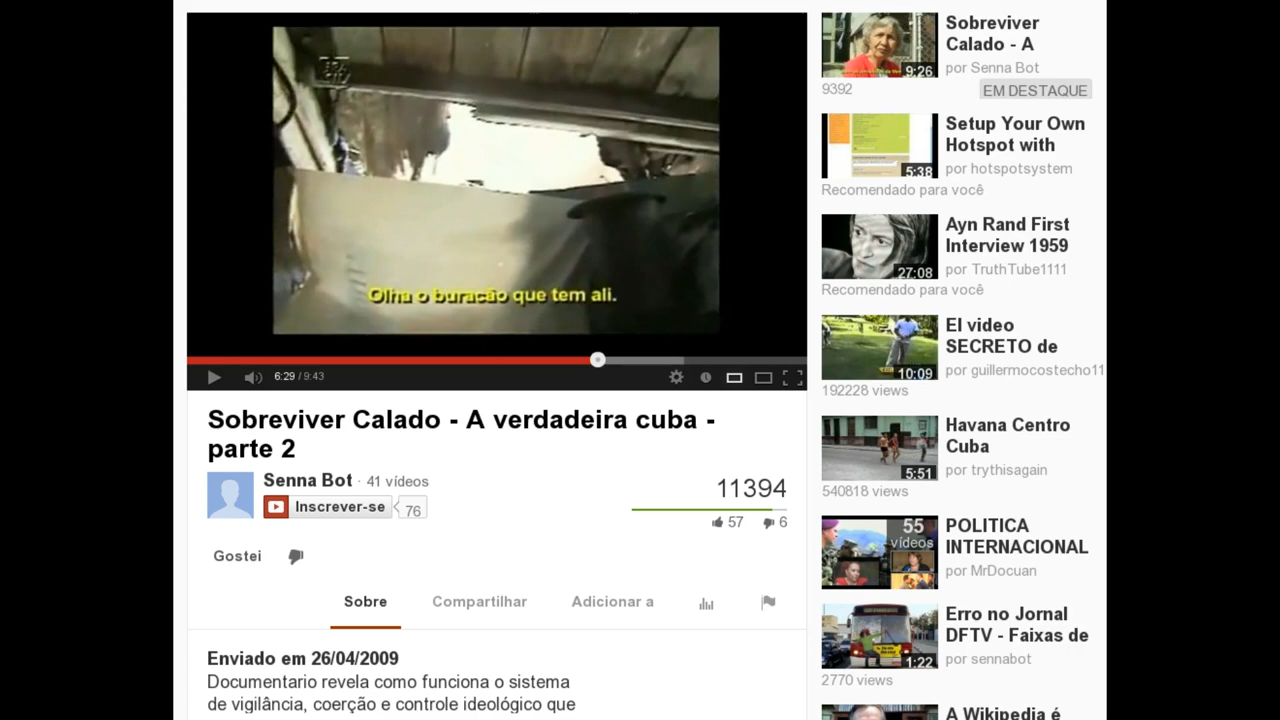 Olha o buracão que tem ali.
6:29 / 9:43
Sobreviver Calado - A verdadeira cuba -
parte 2
Senna Bot · 41 vídeos
Inscrever-se 76
11394
57 6
Gostei
Sobre Compartilhar Adicionar a
Enviado em 26/04/2009
Documentario revela como funciona o sistema
de vigilância, coerção e controle ideológico que
9:26
Sobreviver
Calado - A
por Senna Bot
9392 EM DESTAQUE
5:38
Setup Your Own
Hotspot with
por hotspotsystem
Recomendado para você
27:08
Ayn Rand First
Interview 1959
por TruthTube1111
Recomendado para você
10:09
El video
SECRETO de
por guillermocostecho11
192228 views
5:51
Havana Centro
Cuba
por trythisagain
540818 views
55
vídeos
POLITICA
INTERNACIONAL
por MrDocuan
1:22
Erro no Jornal
DFTV - Faixas de
por sennabot
2770 views
A Wikipedia é